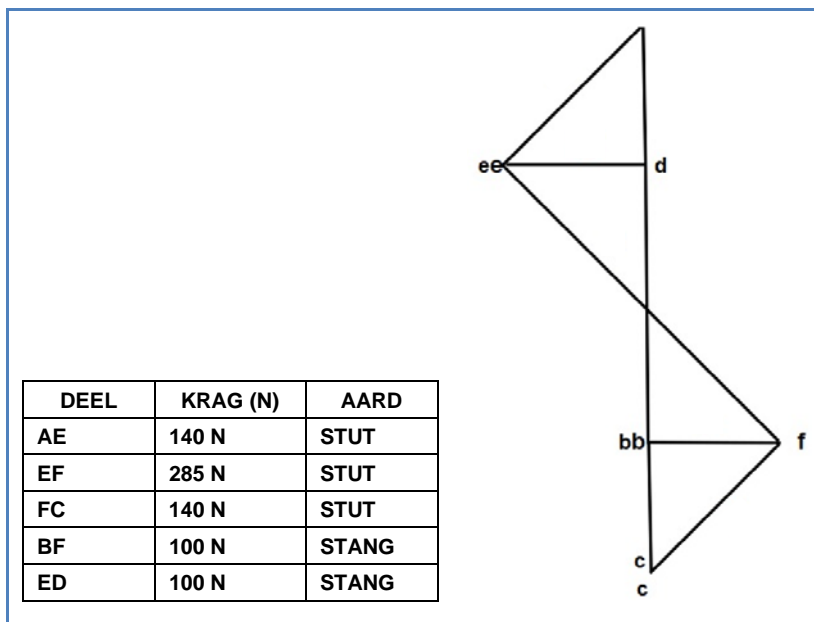 ee d
DEEL KRAG (N) AARD
AE 140 N STUT
EF 285 N STUT
FC 140 N STUT
BF 100 N STANG
ED 100 N STANG
bb f
c
c